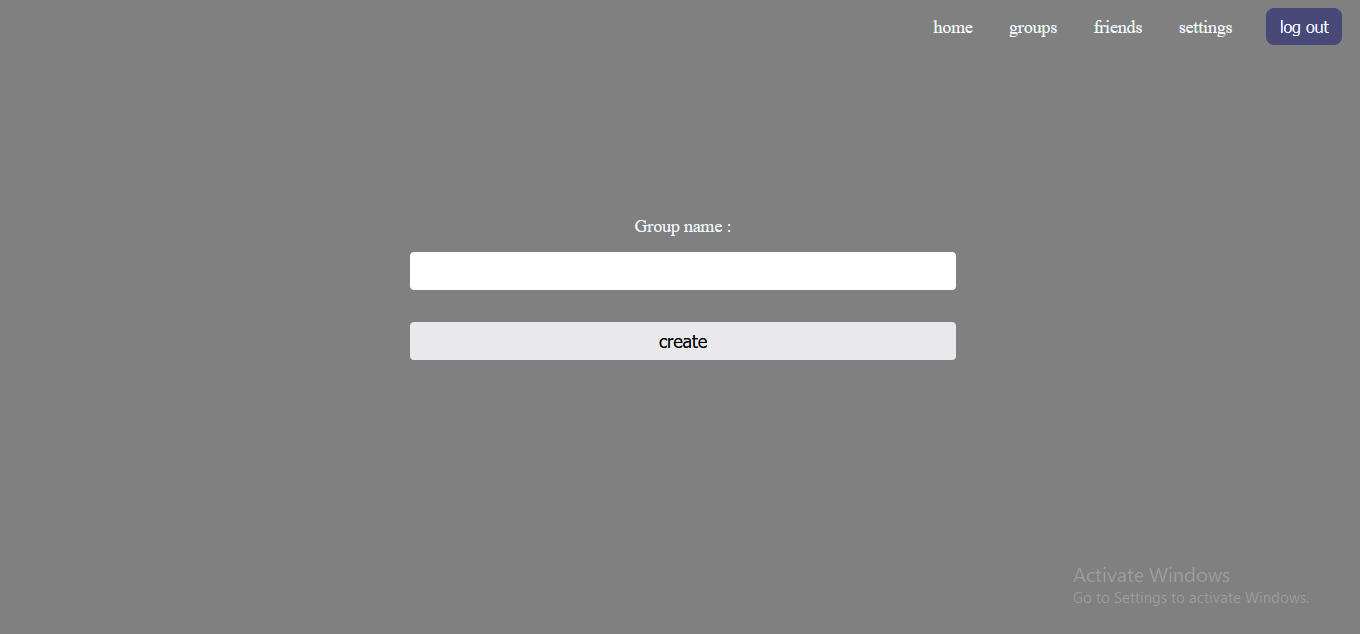 home groups friends settings log out
Group name :
create
Activate Windows
Go to Settings to activate Windows.